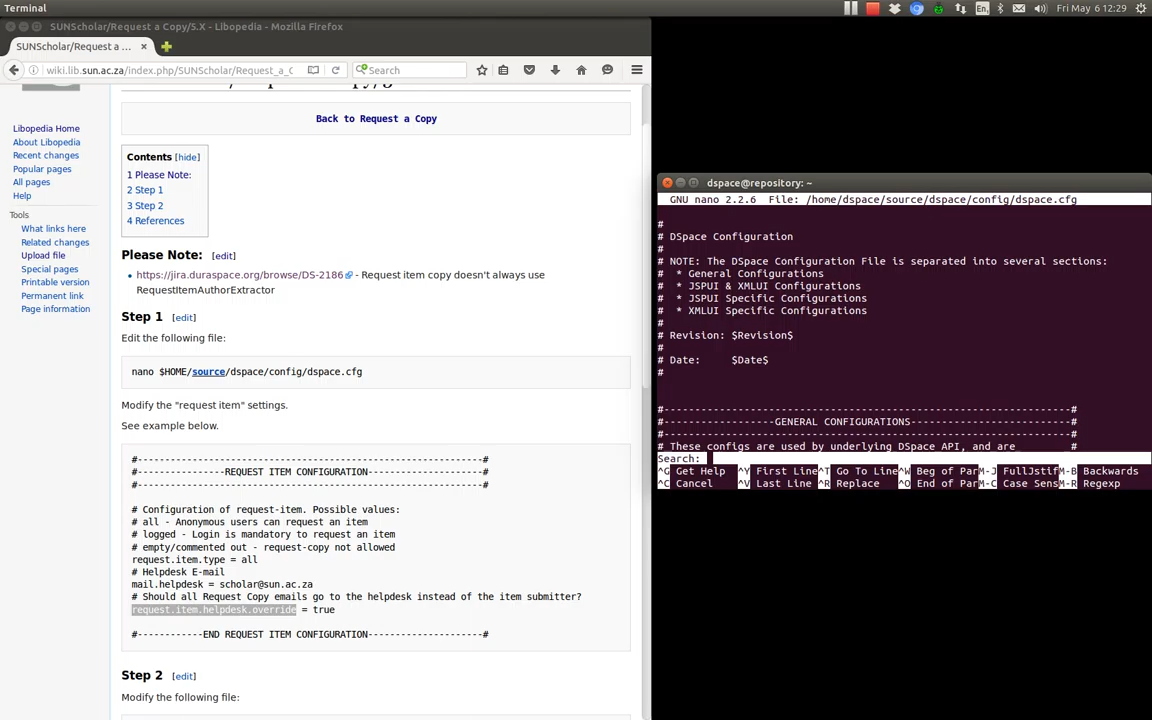 Terminal
En
Fri May 6 12:29
SUNScholar/Request a Copy/5.X - Libopedia - Mozilla Firefox
SUNScholar/Request a ...
wiki.lib.sun.ac.za/index.php/SUNScholar/Request_a_C
Search
Back to Request a Copy
Libopedia Home
About Libopedia
Recent changes
Popular pages
All pages
Help
Tools
What links here
Related changes
Upload file
Special pages
Printable version
Permanent link
Page information
Contents [hide]
1 Please Note:
2 Step 1
3 Step 2
4 References
Please Note: [edit]
https://jira.duraspace.org/browse/DS-2186 - Request item copy doesn't always use
RequestItemAuthorExtractor
Step 1 [edit]
Edit the following file:
nano $HOME/source/dspace/config/dspace.cfg
Modify the "request item" settings.
See example below.
#---------------------------------------------------------#
#---------------REQUEST ITEM CONFIGURATION--------------------#
#---------------------------------------------------------#
# Configuration of request-item. Possible values:
# all - Anonymous users can request an item
# logged - Login is mandatory to request an item
# empty/commented out - request-copy not allowed
request.item.type = all
# Helpdesk E-mail
mail.helpdesk = scholar@sun.ac.za
# Should all Request Copy emails go to the helpdesk instead of the item submitter?
request.item.helpdesk.override = true
#-----------END REQUEST ITEM CONFIGURATION--------------------#
Step 2 [edit]
Modify the following file:
dspace@repository: ~
GNU nano 2.2.6 File: /home/dspace/source/dspace/config/dspace.cfg
#
# DSpace Configuration
#
# NOTE: The DSpace Configuration File is separated into several sections:
# * General Configurations
# * JSPUI & XMLUI Configurations
# * JSPUI Specific Configurations
# * XMLUI Specific Configurations
#
# Revision: $Revision$
#
# Date: $Date$
#
#------------------------------------------------------------------#
#------------------GENERAL CONFIGURATIONS--------------------------#
#------------------------------------------------------------------#
# These configs are used by underlying DSpace API, and are #
Search:
^G Get Help ^Y First Line ^T Go To Line ^W Beg of Par M-J FullJstif M-B Backwards
^C Cancel ^V Last Line ^R Replace ^O End of Par M-C Case Sens M-R Regexp